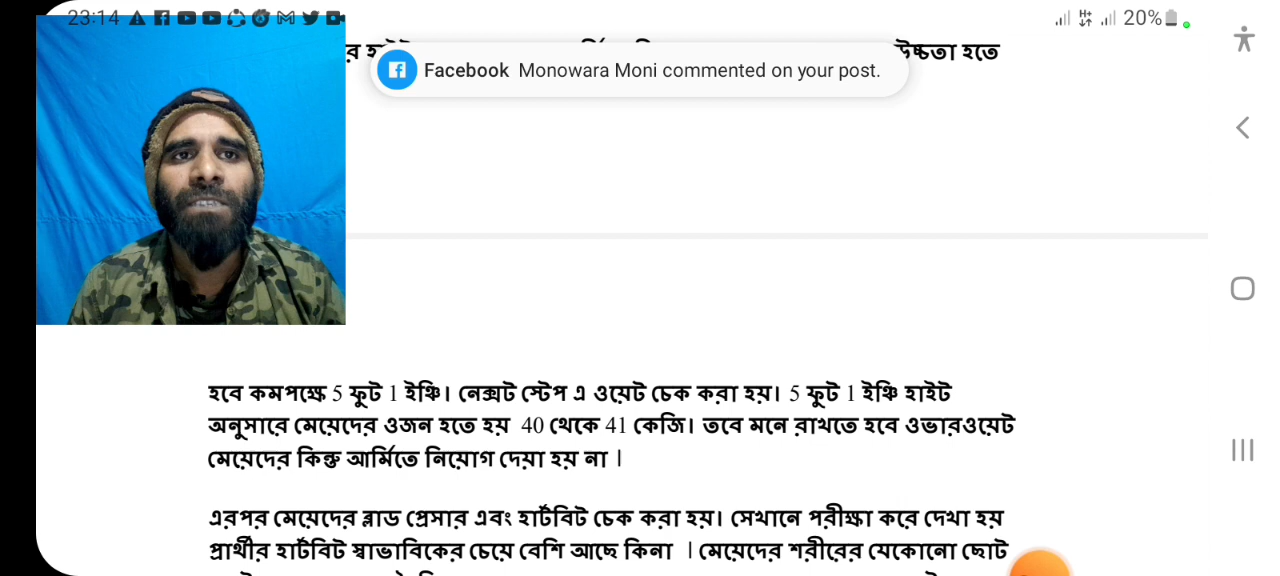 23:14
20%
র
উচ্চতা হতে
Facebook Monowara Moni commented on your post.
হবে কমপক্ষে 5 ফুট 1 ইঞ্চি। নেক্সট স্টেপ এ ওয়েট চেক করা হয়। 5 ফুট 1 ইঞ্চি হাইট
অনুসারে মেয়েদের ওজন হতে হয় 40 থেকে 41 কেজি। তবে মনে রাখতে হবে ওভারওয়েট
মেয়েদের কিন্তু আর্মিতে নিয়োগ দেয়া হয় না ।
এরপর মেয়েদের ব্লাড প্রেসার এবং হার্টবিট চেক করা হয়। সেখানে পরীক্ষা করে দেখা হয়
প্রার্থীর হার্টবিট স্বাভাবিকের চেয়ে বেশি আছে কিনা । মেয়েদের শরীরের যেকোনো ছোট